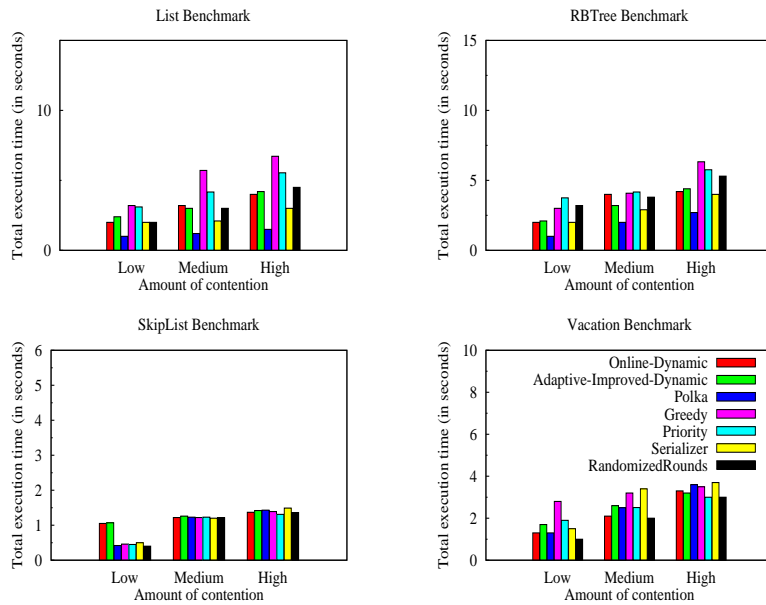 List Benchmark
Total execution time (in seconds)
10
0
Low Medium High
Amount of contention
RBTree Benchmark
Total execution time (in seconds)
15
10
5
0
Low Medium High
Amount of contention
SkipList Benchmark
Total execution time (in seconds)
6
5
4
3
2
1
0
Low Medium High
Amount of contention
Vacation Benchmark
Total execution time (in seconds)
10
8
6
4
2
0
Online-Dynamic
Adaptive-Improved-Dynamic
Polka
Greedy
Priority
Serializer
RandomizedRounds
Low Medium High
Amount of contention